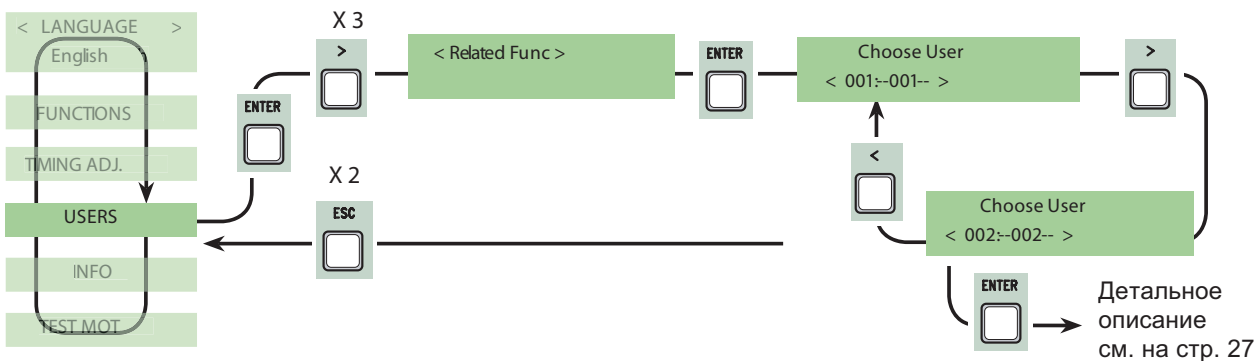 < LANGUAGE >
English
FUNCTIONS
TIMING ADJ.
USERS
INFO
TEST MOT
ENTER
X 3
>
< Related Func >
ENTER
Choose User
< 001:--001-- >
>
<
Choose User
< 002:--002-- >
X 2
ESC
ENTER
Детальное
описание
см. на стр. 27